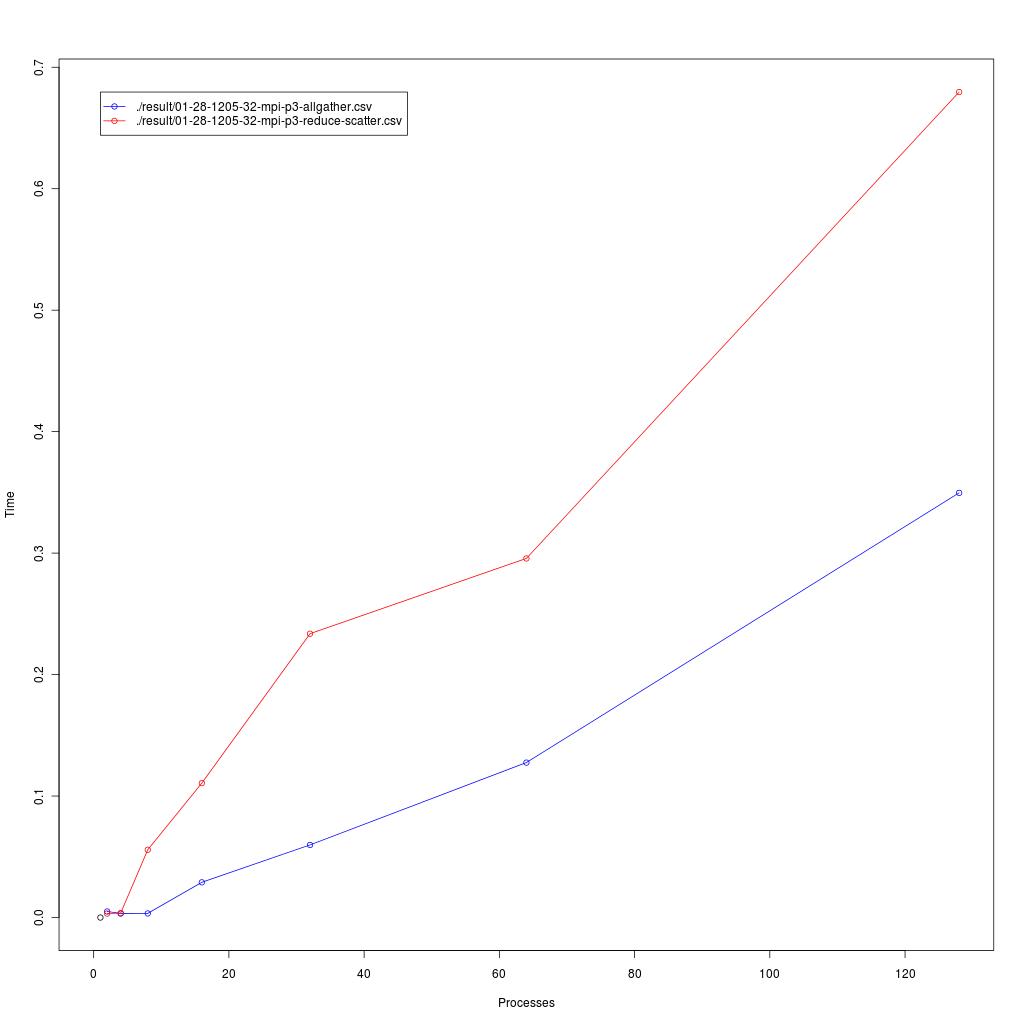 ./result/01-28-1205-32-mpi-p3-allgather.csv
./result/01-28-1205-32-mpi-p3-reduce-scatter.csv
Time
0.7
0.6
0.5
0.4
0.3
0.2
0.1
0.0
0 20 40 60 80 100 120
Processes